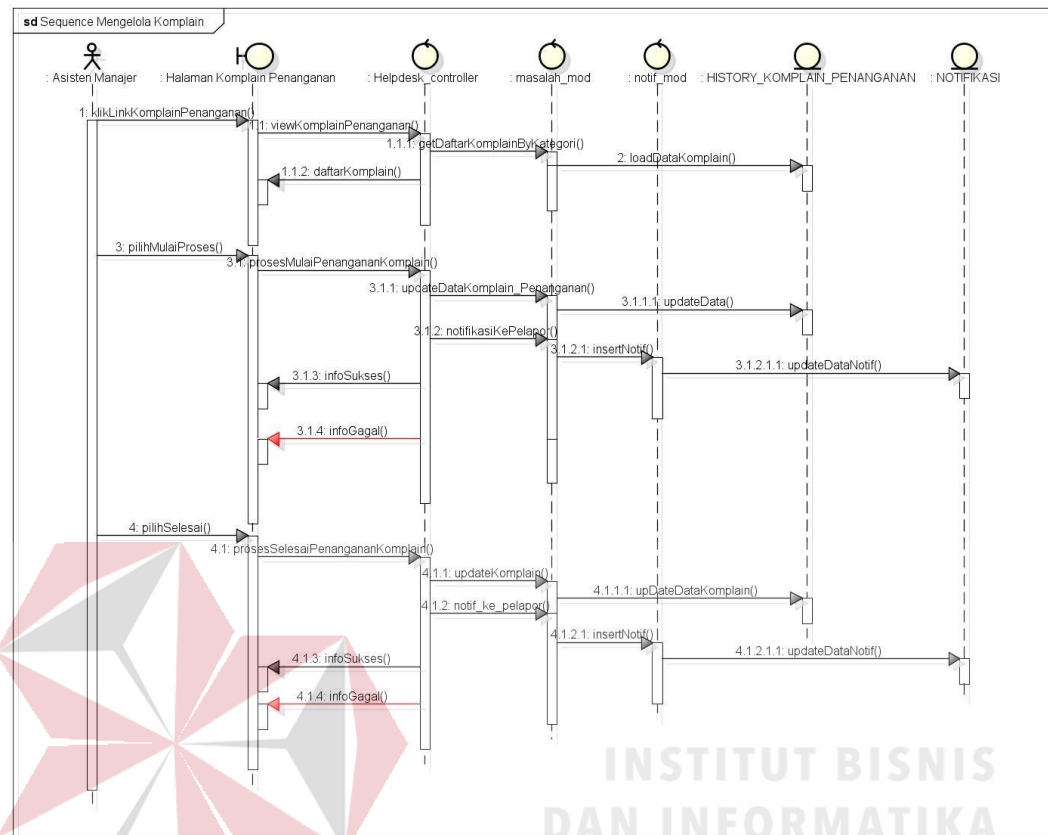 sd Sequence Mengelola Komplain
: Asisten Manajer
: Halaman Komplain Penanganan
: Helpdesk_controller
: masalah_mod
: notif_mod
: HISTORY_KOMPLAIN_PENANGANAN
: NOTIFIKASI
1: klikLinkKomplainPenanganan()
1.1: viewKomplainPenanganan()
1.1.1: getDaftarKomplainByKategori()
2: loadDataKomplain()
1.1.2: daftarKomplain()
3: pilihMulaiProses()
3.1: prosesMulaiPenangananKomplain()
3.1.1: updateDataKomplain_Penanganan()
3.1.1.1: updateData()
3.1.2: notifikasiKePelapor()
3.1.2.1: insertNotif()
3.1.2.1.1: updateDataNotif()
3.1.3: infoSukses()
3.1.4: infoGagal()
4: pilihSelesai()
4.1: prosesSelesaiPenangananKomplain()
4.1.1: updateKomplain()
4.1.1.1: upDateDataKomplain()
4.1.2: notif_ke_pelapor()
4.1.2.1: insertNotif()
4.1.2.1.1: updateDataNotif()
4.1.3: infoSukses()
4.1.4: infoGagal()
INSTITUT BISNIS
DAN INFORMATIKA